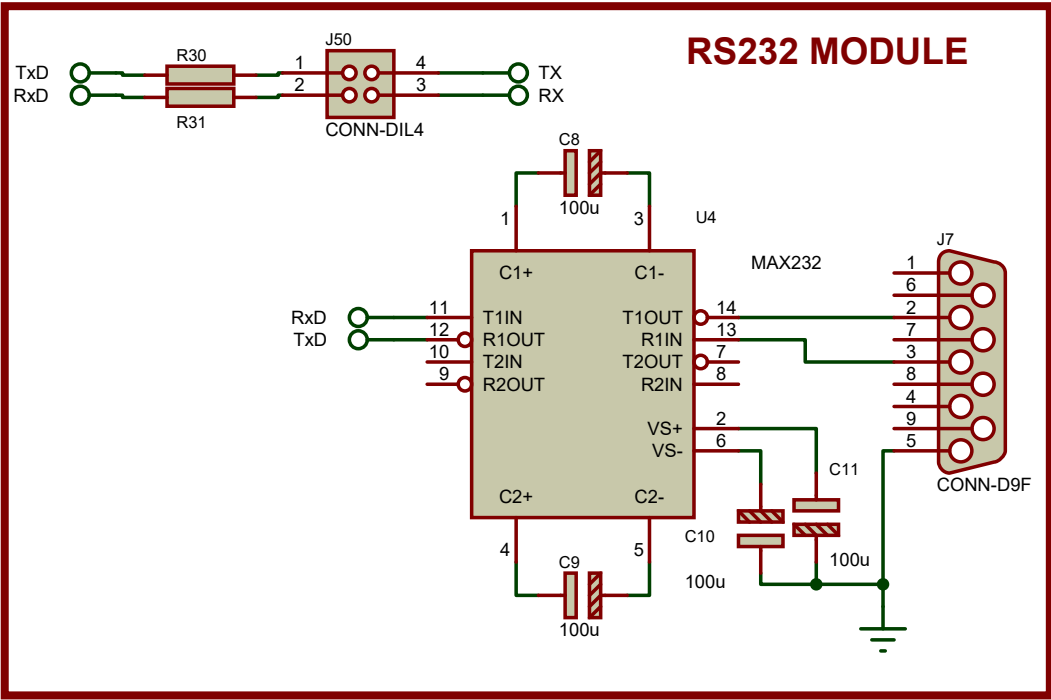 RS232 MODULE
R30
J50
TxD
1
4
TX
RxD
2
3
RX
R31
CONN-DIL4
C8
100u
1
3
U4
J7
MAX232
C1+
C1-
1
6
RxD
11
T1IN
T1OUT
14
2
TxD
12
R1OUT
R1IN
13
7
10
T2IN
T2OUT
7
3
9
R2OUT
R2IN
8
8
4
VS+
2
9
VS-
6
5
C11
CONN-D9F
C2+
C2-
C10
4
5
C9
100u
100u
100u